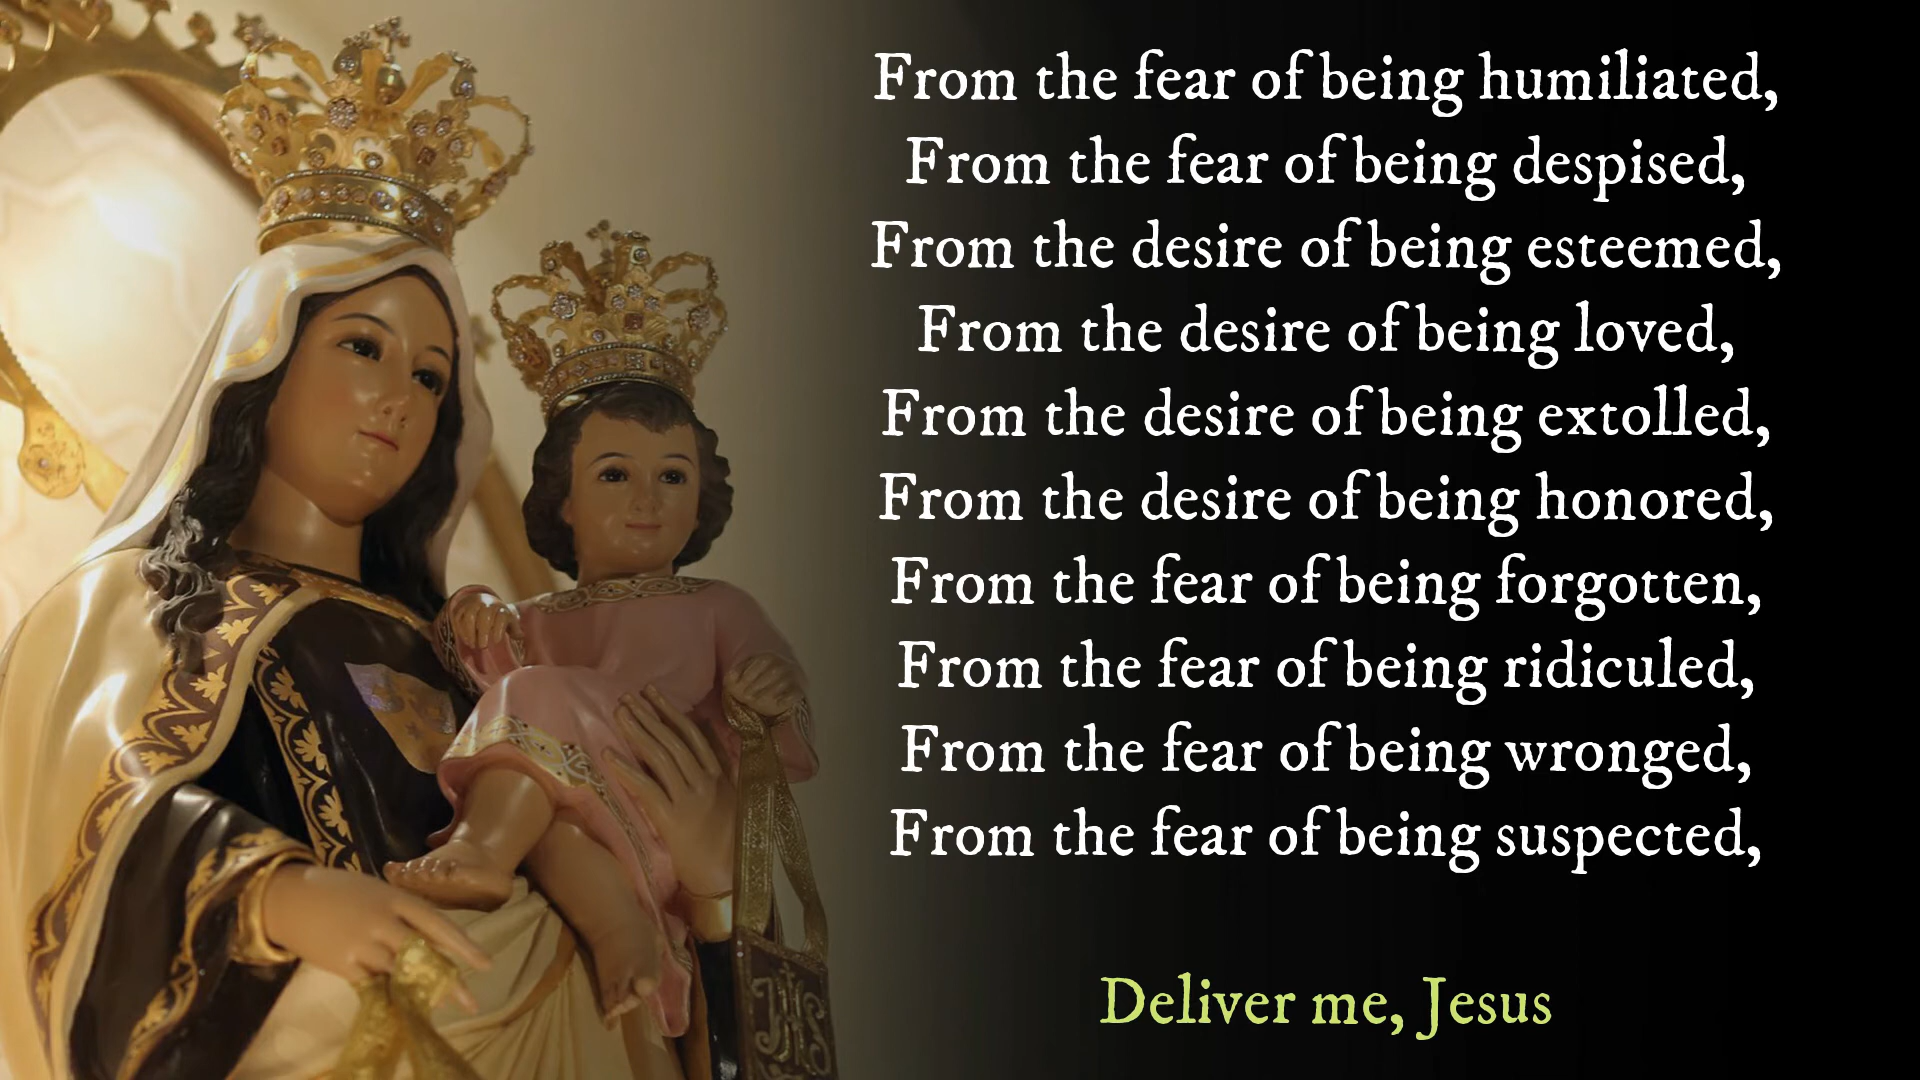 From the fear of being humiliated,
From the fear of being despised,
From the desire of being esteemed,
From the desire of being loved,
From the desire of being extolled,
From the desire of being honored,
From the fear of being forgotten,
From the fear of being ridiculed,
From the fear of being wronged,
From the fear of being suspected,
Deliver me, Jesus
JHS